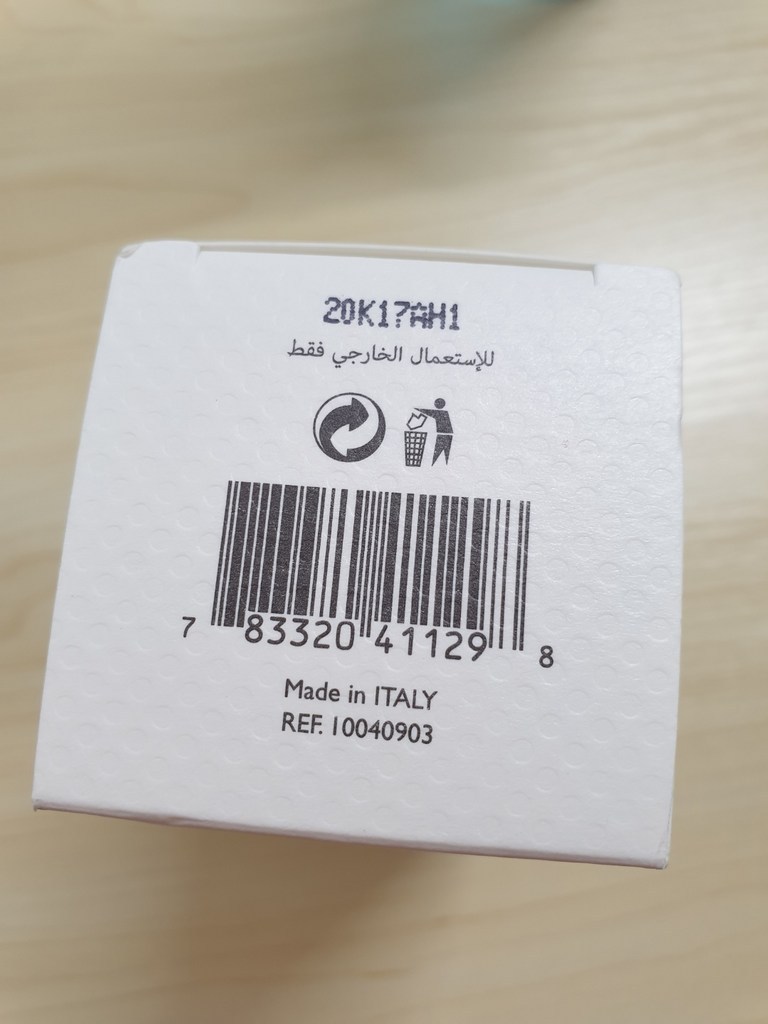 20K17AH1
للإستعمال الخارجي فقط
7 83320 41129 8
Made in ITALY
REF. 10040903